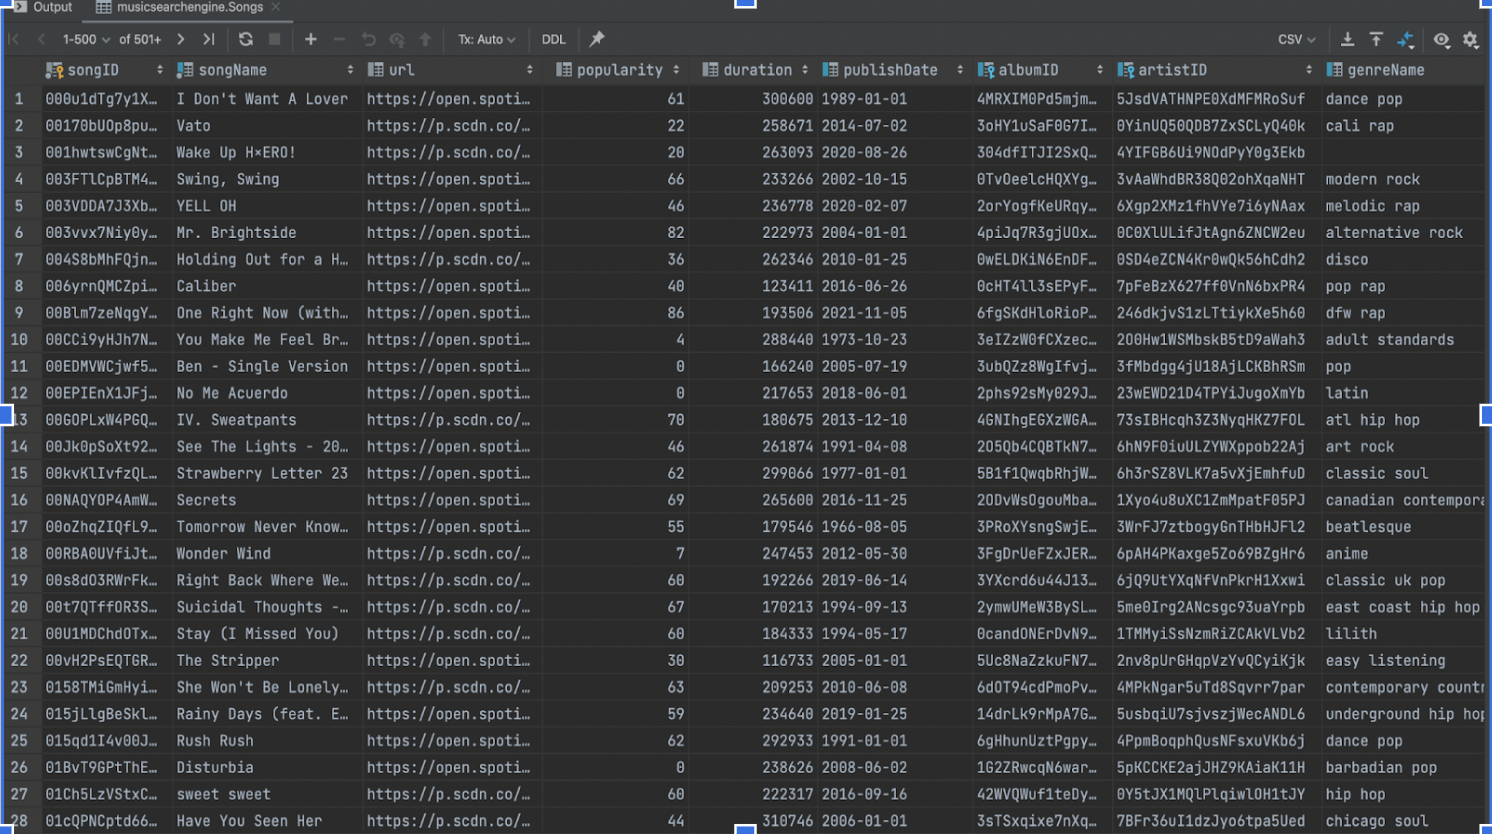 Output musicsearchengine.Songs
1-500 of 501+ Tx: Auto DDL CSV
songID songName url popularity duration publishDate albumID artistID genreName
1 000u1dTg7y1X… I Don't Want A Lover https://open.spoti… 61 300600 1989-01-01 4MRXIM0Pd5mjm… 5JsdVATHNPE0XdMFMRoSuf dance pop
2 00170bUOp8pu… Vato https://p.scdn.co/… 22 258671 2014-07-02 3oHY1uSaF0G7I… 0YinUQ50QDB7ZxSCLyQ40k cali rap
3 001hwtswCgNt… Wake Up H×ERO! https://p.scdn.co/… 20 263093 2020-08-26 304dfITJI2SxQ… 4YIFGB6Ui9NOdPyY0g3Ekb
4 003FTlCpBTM4… Swing, Swing https://open.spoti… 66 233266 2002-10-15 0TvOeelcHQXYg… 3vAaWhdBR38Q02ohXqaNHT modern rock
5 003VDDA7J3Xb… YELL OH https://open.spoti… 46 236778 2020-02-07 2orYogfKeURqy… 6Xgp2XMz1fhVYe7i6yNAax melodic rap
6 003vvx7Niy0y… Mr. Brightside https://open.spoti… 82 222973 2004-01-01 4piJq7R3gjUOx… 0C0XlULifJtAgn6ZNCW2eu alternative rock
7 004S8bMhFQjn… Holding Out for a H… https://p.scdn.co/… 36 262346 2010-01-25 0wELDKiN6EnDF… 0SD4eZCN4Kr0wQk56hCdh2 disco
8 006yrnQMCZpi… Caliber https://open.spoti… 40 123411 2016-06-26 0cHT4ll3sEPyF… 7pFeBzX627ff0VnN6bxPR4 pop rap
9 00Blm7zeNqgY… One Right Now (with… https://open.spoti… 86 193506 2021-11-05 6fgSKdHloRioP… 246dkjvS1zLTtiykXe5h60 dfw rap
10 00CCi9yHJh7N… You Make Me Feel Br… https://p.scdn.co/… 4 288440 1973-10-23 3eIZzW0fCXzec… 2O0Hw1WSMbskB5tD9aWah3 adult standards
11 00EDMVWCjwf5… Ben - Single Version https://open.spoti… 0 166240 2005-07-19 3ubQZz8WgIfvj… 3fMbdgg4jU18AjLCKBhRSm pop
12 00EPIEnX1JFj… No Me Acuerdo https://open.spoti… 0 217653 2018-06-01 2phs92sMy029J… 23wEWD21D4TPYiJugoXmYb latin
13 00GOPLxW4PGQ… IV. Sweatpants https://p.scdn.co/… 70 180675 2013-12-10 4GNIhgEGXzWGA… 73sIBHcqh3Z3NyqHKZ7FOL atl hip hop
14 00Jk0pSoXt92… See The Lights - 20… https://open.spoti… 46 261874 1991-04-08 2O5Qb4CQBTkN7… 6hN9F0iuULZYWXppob22Aj art rock
15 00kvKlIvfzQL… Strawberry Letter 23 https://p.scdn.co/… 62 299066 1977-01-01 5B1f1QwqbRhjW… 6h3rSZ8VLK7a5vXjEmhfuD classic soul
16 00NAQYOP4AmW… Secrets https://open.spoti… 69 265600 2016-11-25 2ODvWsOgouMba… 1Xyo4u8uXC1ZmMpatF05PJ canadian contempora
17 00oZhqZIQfL9… Tomorrow Never Know… https://p.scdn.co/… 55 179546 1966-08-05 3PRoXYsngSwjE… 3WrFJ7ztbogyGnTHbHJFl2 beatlesque
18 00RBA0UVfiJt… Wonder Wind https://p.scdn.co/… 7 247453 2012-05-30 3FgDrUeFZxJER… 6pAH4PKaxge5Zo69BZgHr6 anime
19 00s8dO3RWrFk… Right Back Where We… https://p.scdn.co/… 60 192266 2019-06-14 3YXcrd6u44J13… 6jQ9UtYXqNfVnPkrH1Xxwi classic uk pop
20 00t7QTffOR3S… Suicidal Thoughts -… https://p.scdn.co/… 67 170213 1994-09-13 2ymwUMeW3BySL… 5me0Irg2ANcsgc93uaYrpb east coast hip hop
21 00U1MDChdOTx… Stay (I Missed You) https://p.scdn.co/… 60 184333 1994-05-17 0candONErDvN9… 1TMMyiSsNzmRiZCAkVLVb2 lilith
22 00vH2PsEQTGR… The Stripper https://open.spoti… 30 116733 2005-01-01 5Uc8NaZzkuFN7… 2nv8pUrGHqpVzYvQCyiKjk easy listening
23 0158TMiGmHyi… She Won't Be Lonely… https://p.scdn.co/… 63 209253 2010-06-08 6dOT94cdPmoPv… 4MPkNgar5uTd8Sqvrr7par contemporary countr
24 015jLlgBeSkl… Rainy Days (feat. E… https://open.spoti… 59 234640 2019-01-25 14drLk9rMpA7G… 5usbqiU7sjvszjWecANDL6 underground hip hop
25 015qd1I4v00J… Rush Rush https://open.spoti… 62 292933 1991-01-01 6gHhunUztPgpy… 4PpmBoqphQusNFsxuVKb6j dance pop
26 01BvT9GPtThE… Disturbia https://open.spoti… 0 238626 2008-06-02 1G2ZRwcqN6war… 5pKCCKE2ajJHZ9KAiaK11H barbadian pop
27 01Ch5LzVStxC… sweet sweet https://p.scdn.co/… 60 222317 2016-09-16 42WVQWuf1teDy… 0Y5tJX1MQlPlqiwlOH1tJY hip hop
28 01cQPNCptd66… Have You Seen Her https://p.scdn.co/… 44 310746 2006-01-01 3sTSxqixe7nXq… 7BFr36uI1dzJyo6tpa5Ued chicago soul